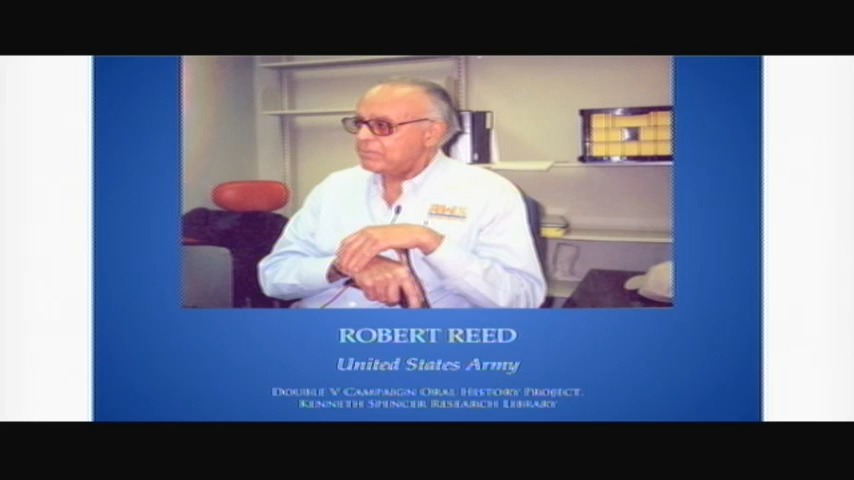 ROBERT REED
United States Army
DOUBLE V CAMPAIGN ORAL HISTORY PROJECT
KENNETH SPENCER RESEARCH LIBRARY